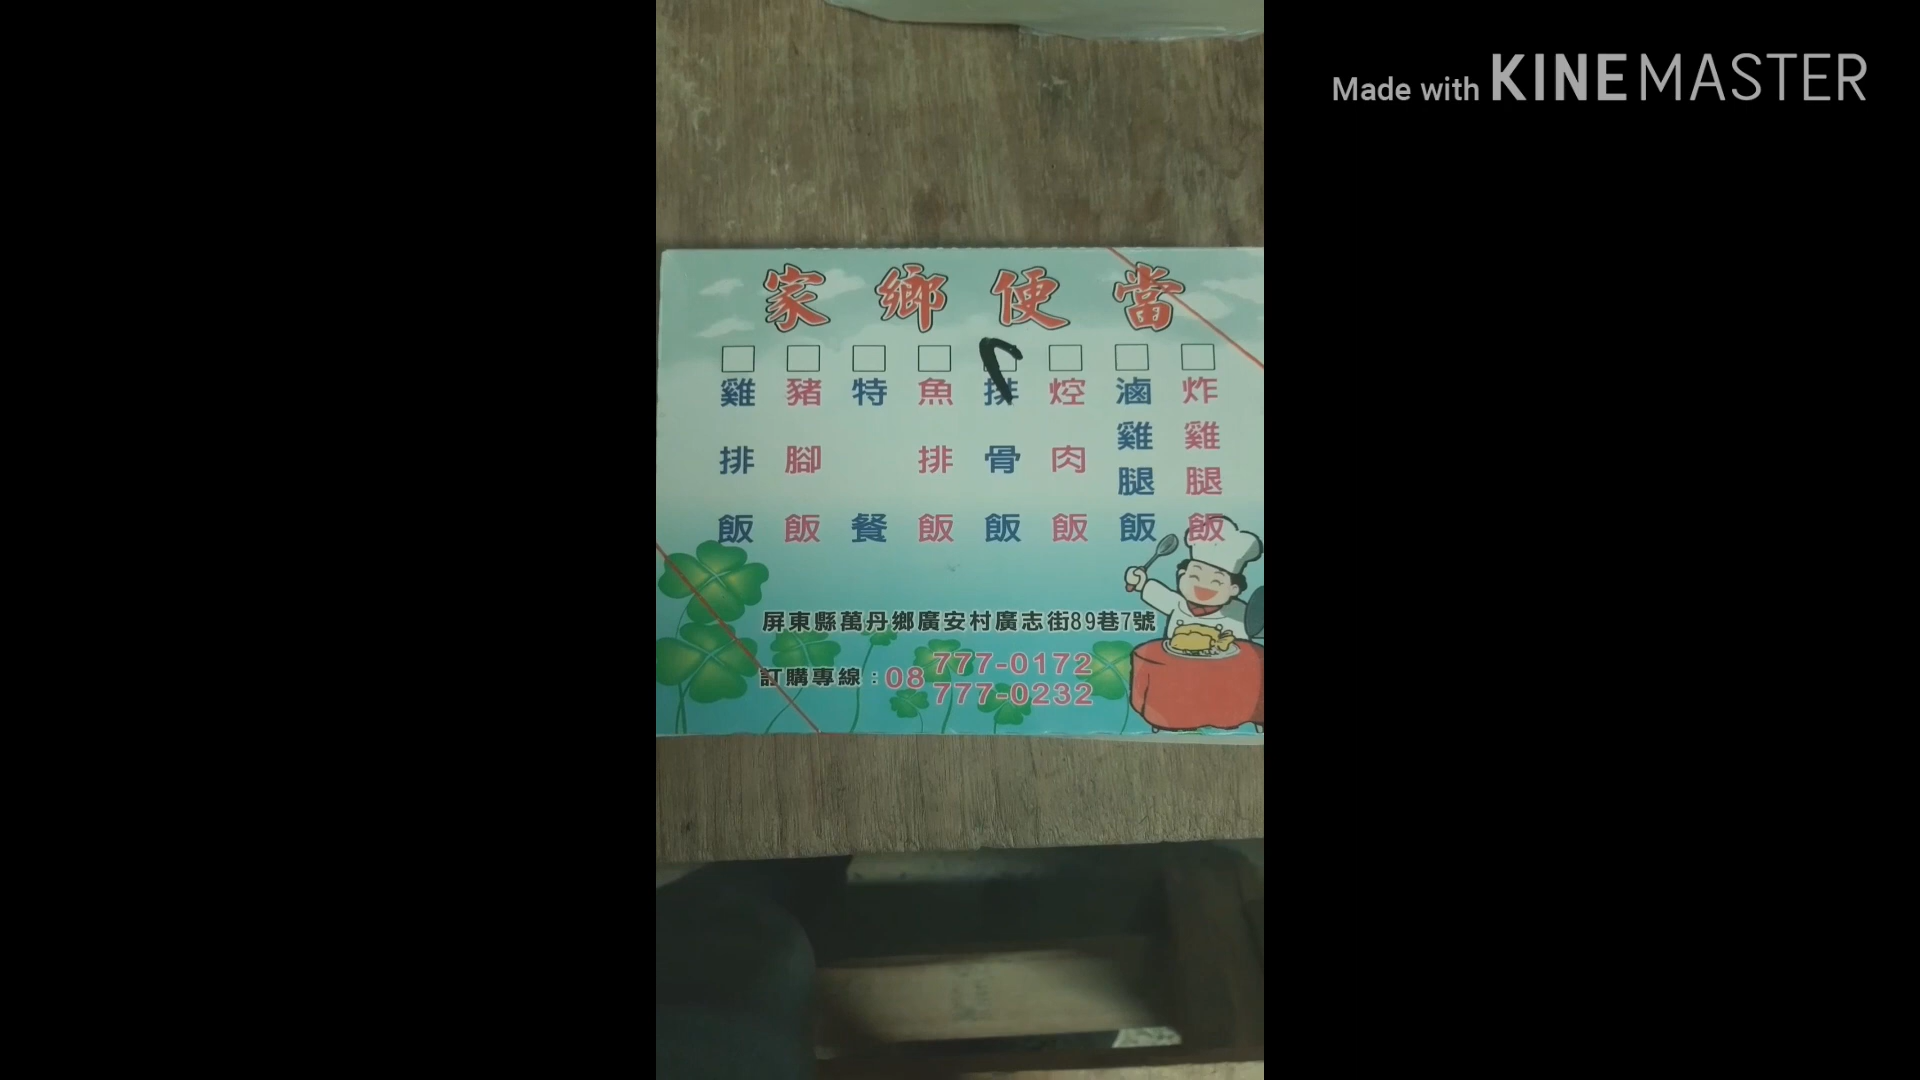 Made with KINEMASTER
家鄉便當
雞排飯
豬腳飯
特餐
魚排飯
排骨飯
焢肉飯
滷雞腿飯
炸雞腿飯
屏東縣萬丹鄉廣安村廣志街89巷7號
訂購專線:08 777-0172
777-0232